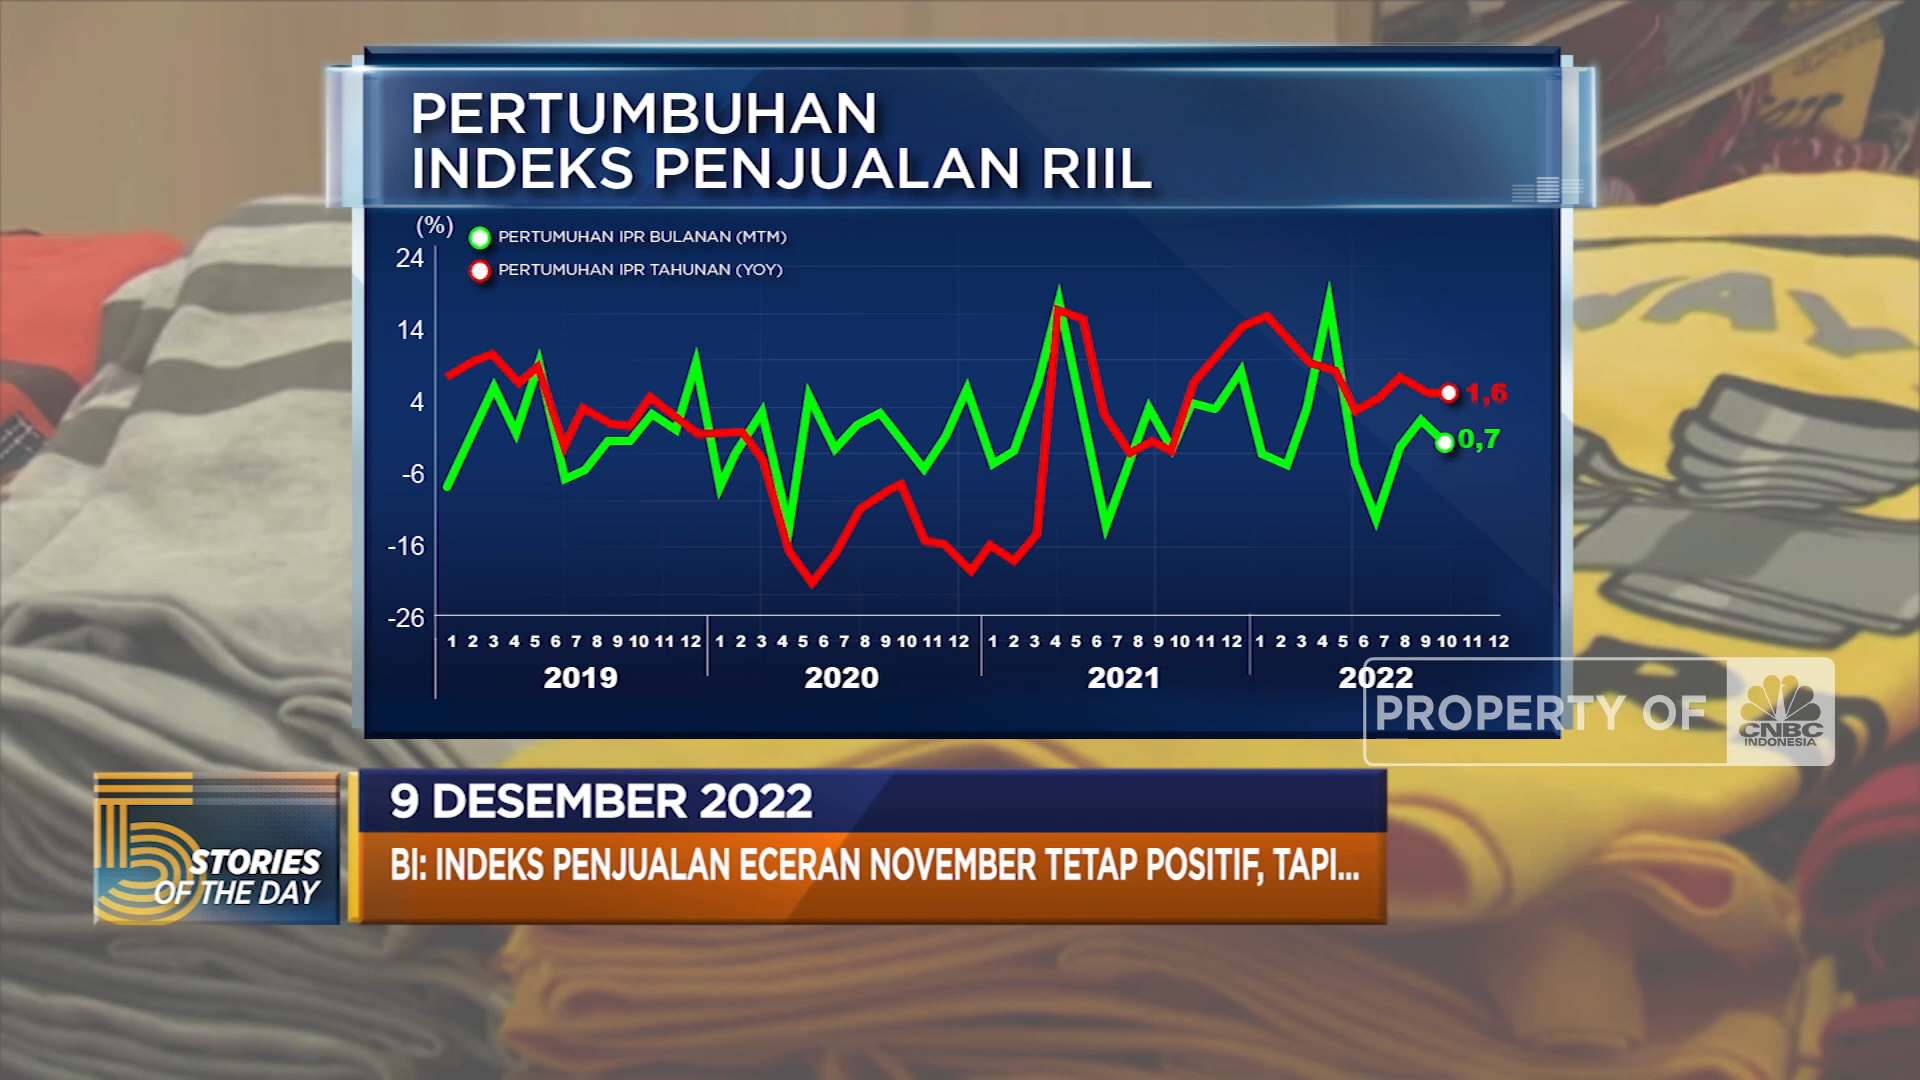 PERTUMBUHAN
INDEKS PENJUALAN RIIL
(%)
PERTUMUHAN IPR BULANAN (MTM)
PERTUMUHAN IPR TAHUNAN (YOY)
24
14
4
-6
-16
-26
1,6
0,7
1 2 3 4 5 6 7 8 9 10 11 12 1 2 3 4 5 6 7 8 9 10 11 12 1 2 3 4 5 6 7 8 9 10 11 12 1 2 3 4 5 6 7 8 9 10 11 12
2019 2020 2021 2022
PROPERTY OF
CNBC
INDONESIA
9 DESEMBER 2022
BI: INDEKS PENJUALAN ECERAN NOVEMBER TETAP POSITIF, TAPI...
5
STORIES
OF THE DAY